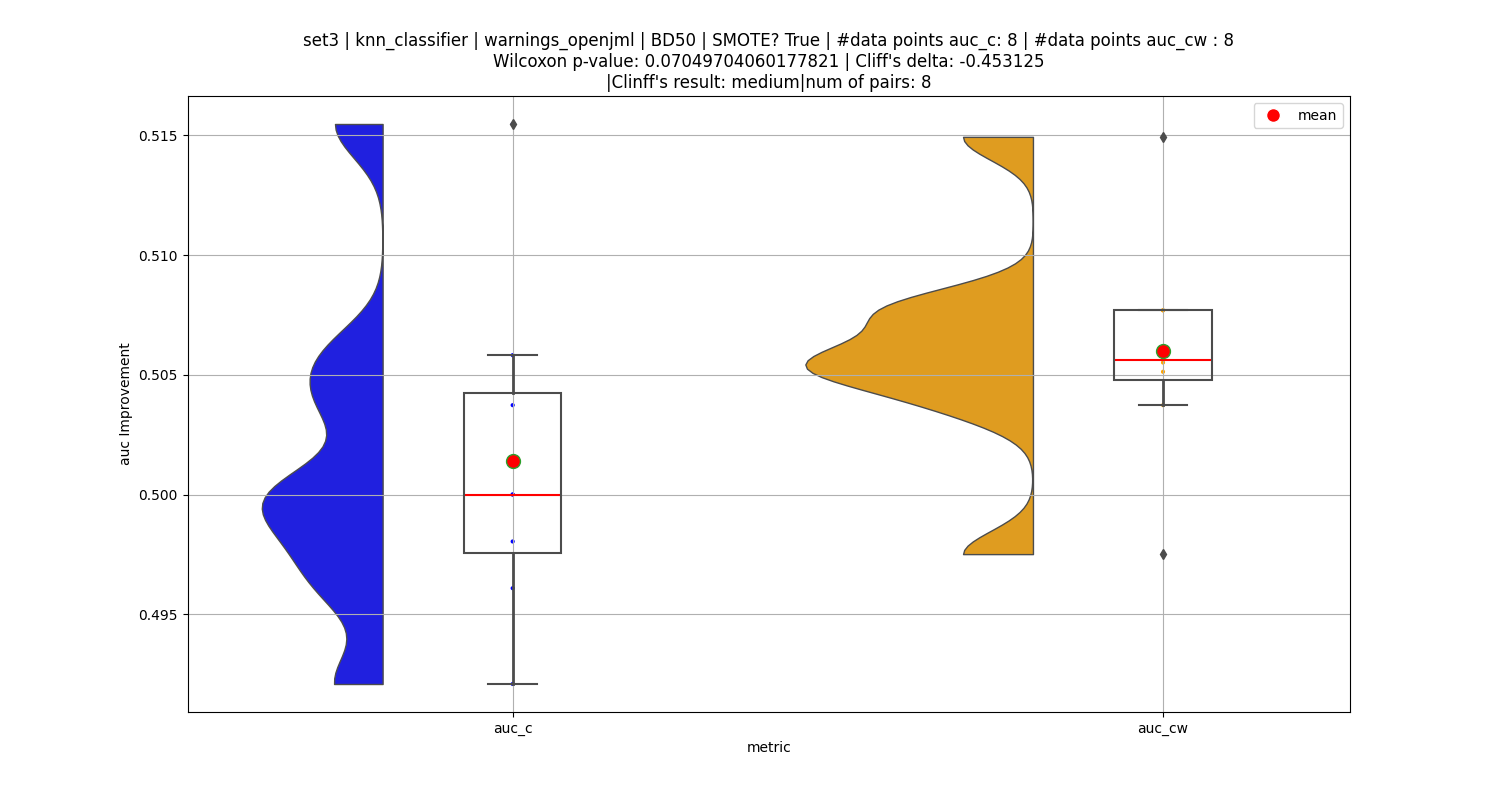 set3 | knn_classifier | warnings_openjml | BD50 | SMOTE? True | #data points auc_c: 8 | #data points auc_cw : 8
Wilcoxon p-value: 0.07049704060177821 | Cliff's delta: -0.453125
|Clinff's result: medium|num of pairs: 8
mean
0.515
0.510
0.505
0.500
0.495
auc Improvement
auc_c
auc_cw
metric